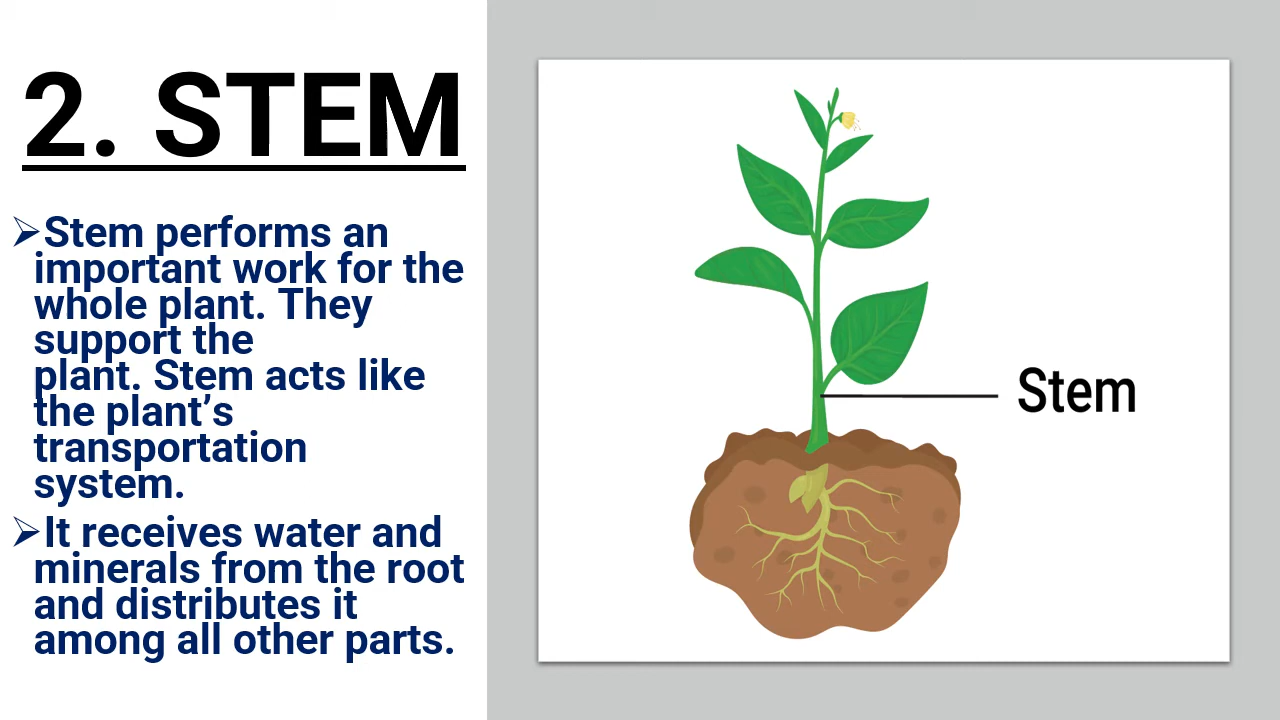 2. STEM
➢Stem performs an
important work for the
whole plant. They
support the
plant. Stem acts like
the plant’s
transportation
system.
➢It receives water and
minerals from the root
and distributes it
among all other parts.
Stem